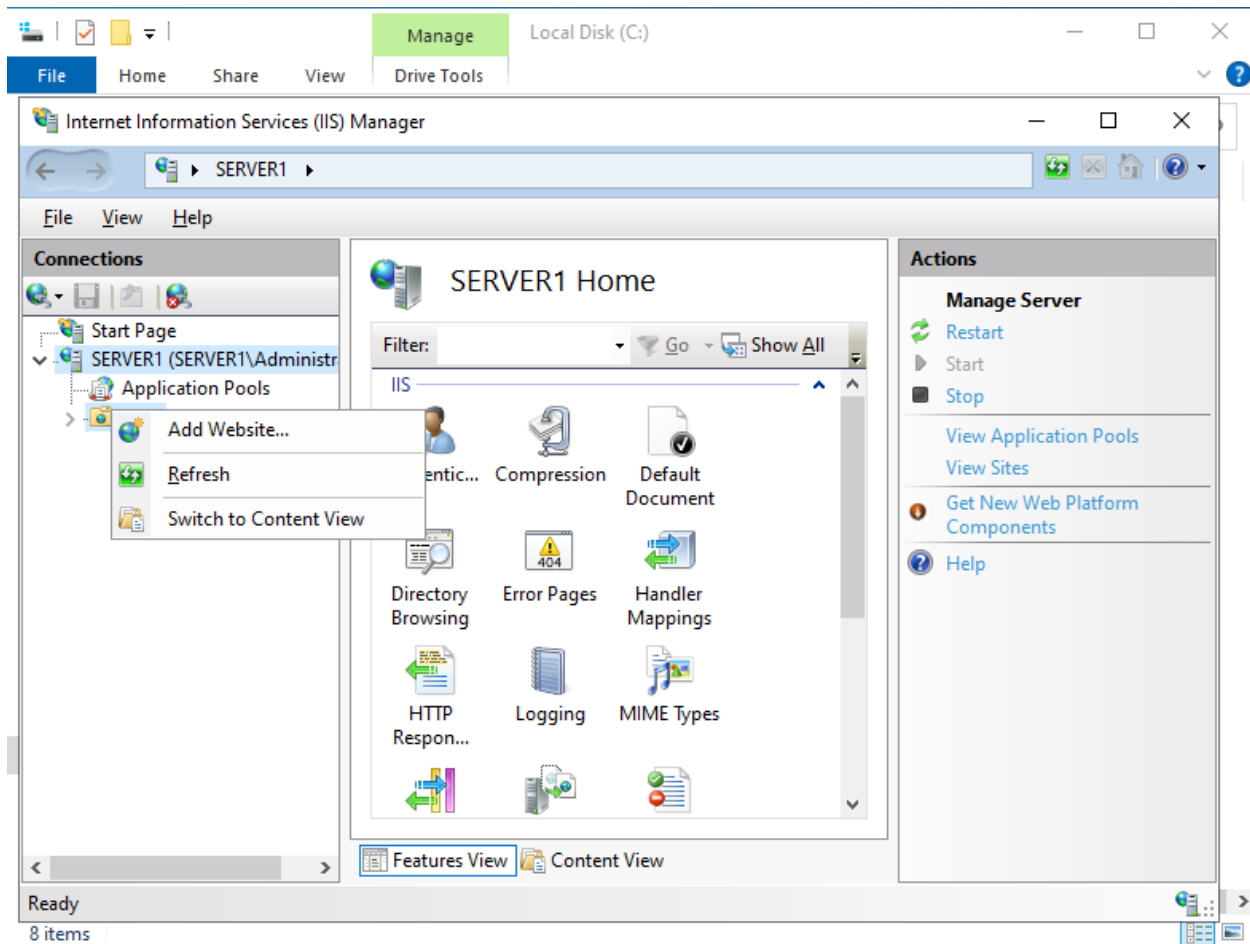 Manage
Local Disk (C:)
File
Home
Share
View
Drive Tools
Internet Information Services (IIS) Manager
SERVER1
File
View
Help
Connections
Start Page
SERVER1 (SERVER1\Administr
Application Pools
Add Website...
Refresh
Switch to Content View
SERVER1 Home
Filter:
Go
Show All
IIS
entic...
Compression
Default
Document
Directory
Browsing
Error Pages
404
Handler
Mappings
HTTP
Respon...
Logging
MIME Types
Features View
Content View
Actions
Manage Server
Restart
Start
Stop
View Application Pools
View Sites
Get New Web Platform
Components
Help
Ready
8 items